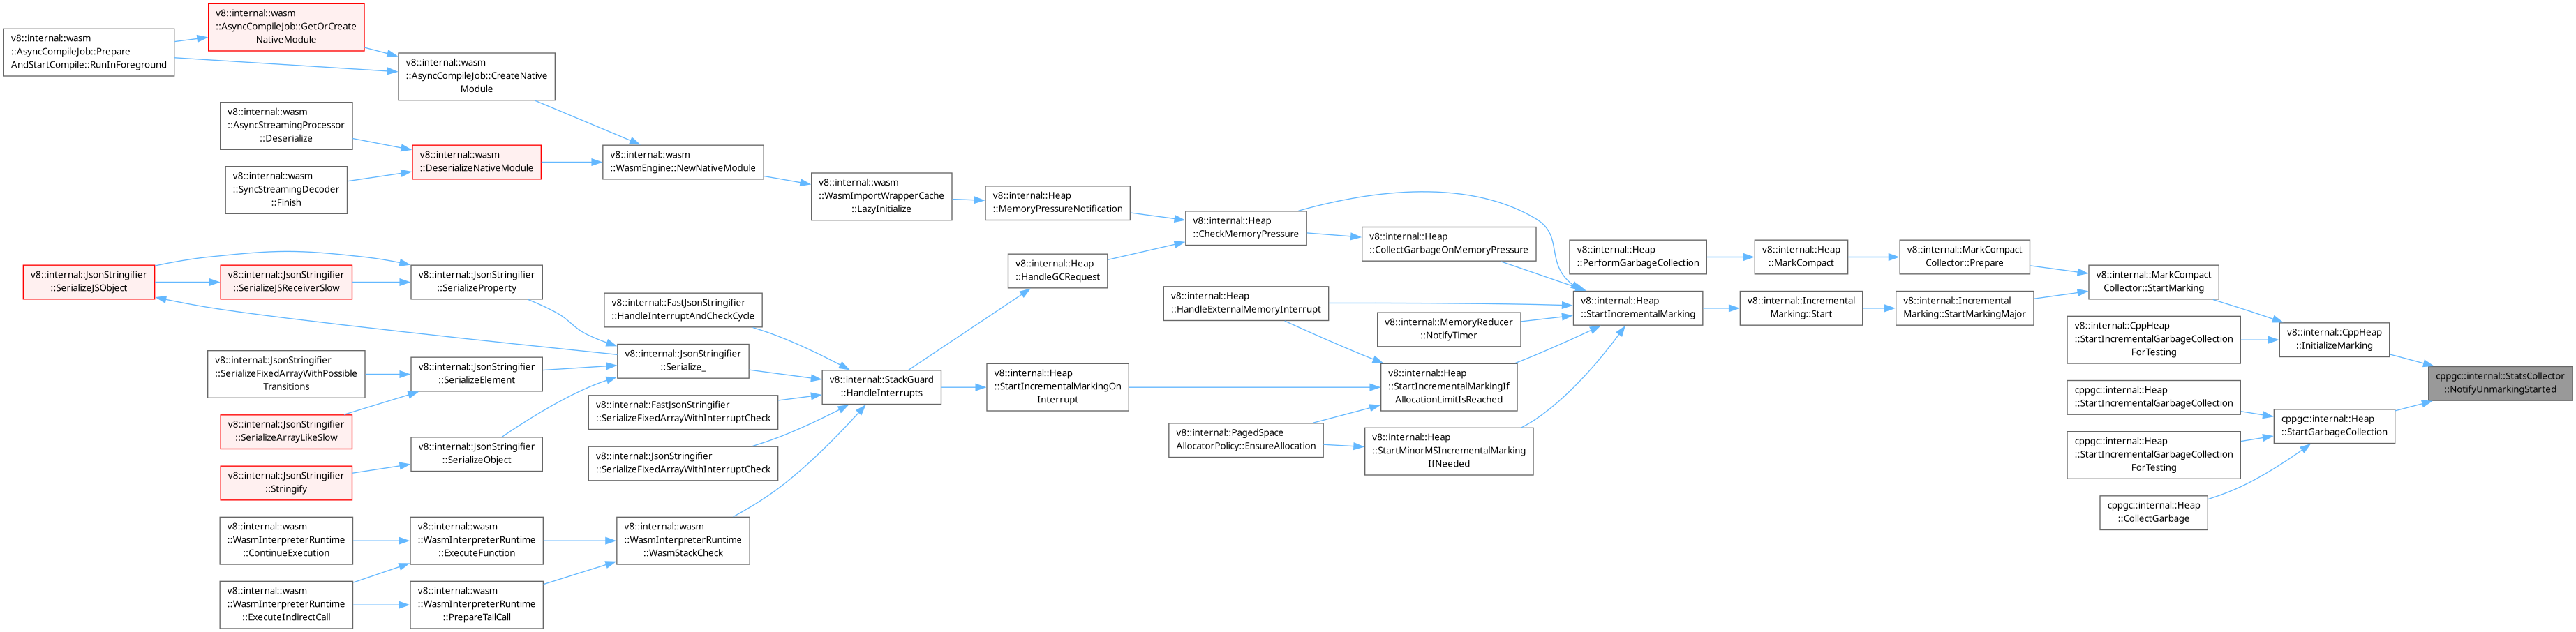 v8::internal::wasm
::AsyncCompileJob::Prepare
AndStartCompile::RunInForeground
v8::internal::wasm
::AsyncCompileJob::GetOrCreate
NativeModule
v8::internal::wasm
::AsyncCompileJob::CreateNative
Module
v8::internal::wasm
::AsyncStreamingProcessor
::Deserialize
v8::internal::wasm
::SyncStreamingDecoder
::Finish
v8::internal::wasm
::DeserializeNativeModule
v8::internal::wasm
::WasmEngine::NewNativeModule
v8::internal::wasm
::WasmImportWrapperCache
::LazyInitialize
v8::internal::Heap
::MemoryPressureNotification
v8::internal::Heap
::CheckMemoryPressure
v8::internal::Heap
::CollectGarbageOnMemoryPressure
v8::internal::Heap
::HandleGCRequest
v8::internal::Heap
::PerformGarbageCollection
v8::internal::Heap
::MarkCompact
v8::internal::MarkCompact
Collector::Prepare
v8::internal::MarkCompact
Collector::StartMarking
v8::internal::JsonStringifier
::SerializeJSObject
v8::internal::JsonStringifier
::SerializeJSReceiverSlow
v8::internal::JsonStringifier
::SerializeProperty
v8::internal::FastJsonStringifier
::HandleInterruptAndCheckCycle
v8::internal::Heap
::HandleExternalMemoryInterrupt
v8::internal::MemoryReducer
::NotifyTimer
v8::internal::Heap
::StartIncrementalMarking
v8::internal::Incremental
Marking::Start
v8::internal::Incremental
Marking::StartMarkingMajor
v8::internal::CppHeap
::StartIncrementalGarbageCollection
ForTesting
v8::internal::CppHeap
::InitializeMarking
v8::internal::JsonStringifier
::SerializeFixedArrayWithPossible
Transitions
v8::internal::JsonStringifier
::SerializeElement
v8::internal::JsonStringifier
::Serialize_
v8::internal::StackGuard
::HandleInterrupts
v8::internal::Heap
::StartIncrementalMarkingOn
Interrupt
v8::internal::Heap
::StartIncrementalMarkingIf
AllocationLimitIsReached
cppgc::internal::StatsCollector
::NotifyUnmarkingStarted
cppgc::internal::Heap
::StartIncrementalGarbageCollection
v8::internal::JsonStringifier
::SerializeArrayLikeSlow
v8::internal::FastJsonStringifier
::SerializeFixedArrayWithInterruptCheck
v8::internal::PagedSpace
AllocatorPolicy::EnsureAllocation
v8::internal::Heap
::StartMinorMSIncrementalMarking
IfNeeded
cppgc::internal::Heap
::StartGarbageCollection
cppgc::internal::Heap
::StartIncrementalGarbageCollection
ForTesting
v8::internal::JsonStringifier
::Stringify
v8::internal::JsonStringifier
::SerializeObject
v8::internal::JsonStringifier
::SerializeFixedArrayWithInterruptCheck
cppgc::internal::Heap
::CollectGarbage
v8::internal::wasm
::WasmInterpreterRuntime
::ContinueExecution
v8::internal::wasm
::WasmInterpreterRuntime
::ExecuteFunction
v8::internal::wasm
::WasmInterpreterRuntime
::WasmStackCheck
v8::internal::wasm
::WasmInterpreterRuntime
::ExecuteIndirectCall
v8::internal::wasm
::WasmInterpreterRuntime
::PrepareTailCall